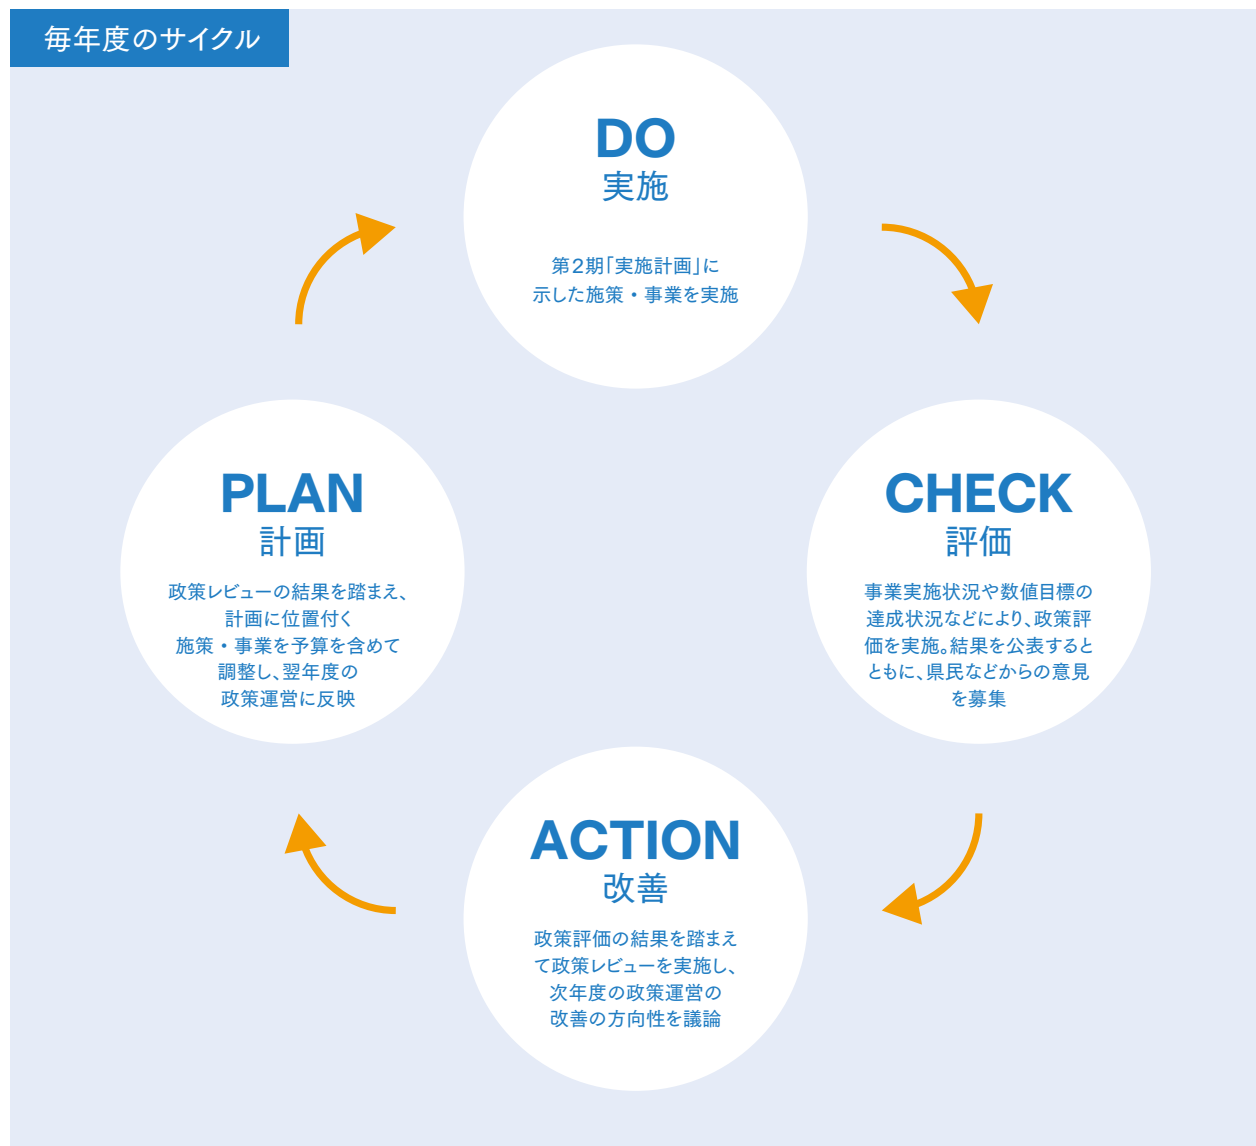 毎年度のサイクル
DO
実施
第2期｢実施計画｣に
示した施策・事業を実施
PLAN
計画
政策レビューの結果を踏まえ、
計画に位置付く
施策・事業を予算を含めて
調整し、翌年度の
政策運営に反映
CHECK
評価
事業実施状況や数値目標の
達成状況などにより、政策評
価を実施。結果を公表すると
ともに、県民などからの意見
を募集
ACTION
改善
政策評価の結果を踏まえ
て政策レビューを実施し、
次年度の政策運営の
改善の方向性を議論